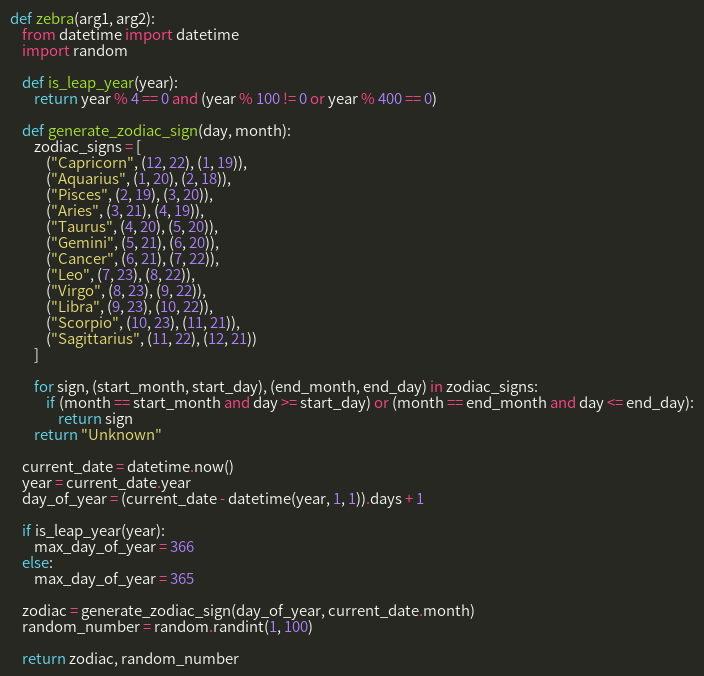 def zebra(arg1, arg2):
from datetime import datetime
import random
def is_leap_year(year):
return year % 4 == 0 and (year % 100 != 0 or year % 400 == 0)
def generate_zodiac_sign(day, month):
zodiac_signs = [
("Capricorn", (12, 22), (1, 19)),
("Aquarius", (1, 20), (2, 18)),
("Pisces", (2, 19), (3, 20)),
("Aries", (3, 21), (4, 19)),
("Taurus", (4, 20), (5, 20)),
("Gemini", (5, 21), (6, 20)),
("Cancer", (6, 21), (7, 22)),
("Leo", (7, 23), (8, 22)),
("Virgo", (8, 23), (9, 22)),
("Libra", (9, 23), (10, 22)),
("Scorpio", (10, 23), (11, 21)),
("Sagittarius", (11, 22), (12, 21))
]
for sign, (start_month, start_day), (end_month, end_day) in zodiac_signs:
if (month == start_month and day >= start_day) or (month == end_month and day <= end_day):
return sign
return "Unknown"
current_date = datetime.now()
year = current_date.year
day_of_year = (current_date - datetime(year, 1, 1)).days + 1
if is_leap_year(year):
max_day_of_year = 366
else:
max_day_of_year = 365
zodiac = generate_zodiac_sign(day_of_year, current_date.month)
random_number = random.randint(1, 100)
return zodiac, random_number